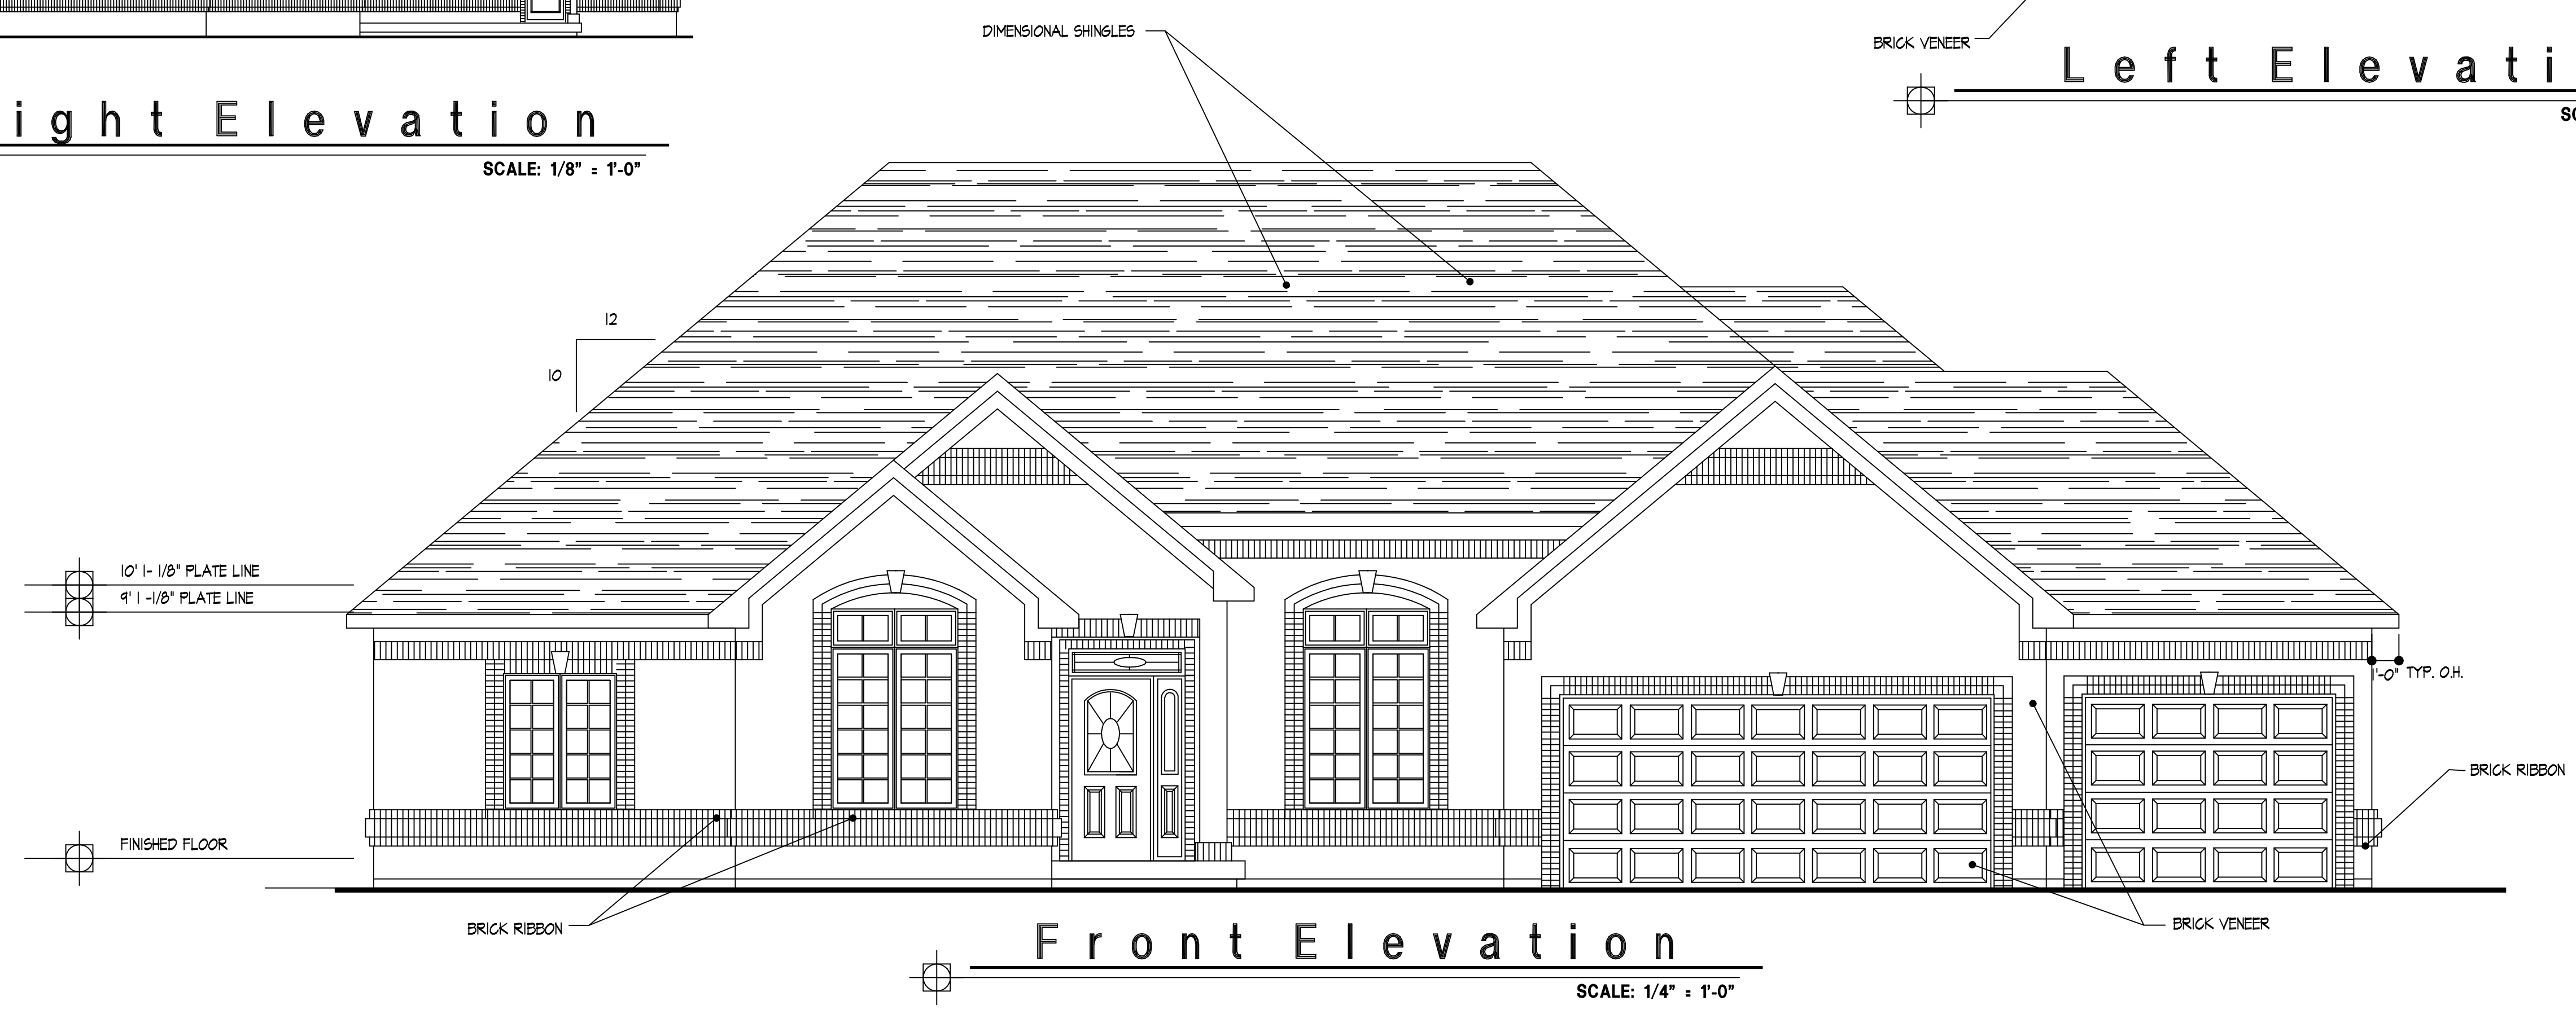 DIMENSIONAL SHINGLES
BRICK VENEER
Left Elevati
SC
ight Elevation
SCALE: 1/8" = 1'-0"
12
10
10' 1- 1/8" PLATE LINE
9' 1 -1/8" PLATE LINE
1'-0" TYP. O.H.
BRICK RIBBON
FINISHED FLOOR
BRICK RIBBON
BRICK VENEER
Front Elevation
SCALE: 1/4" = 1'-0"